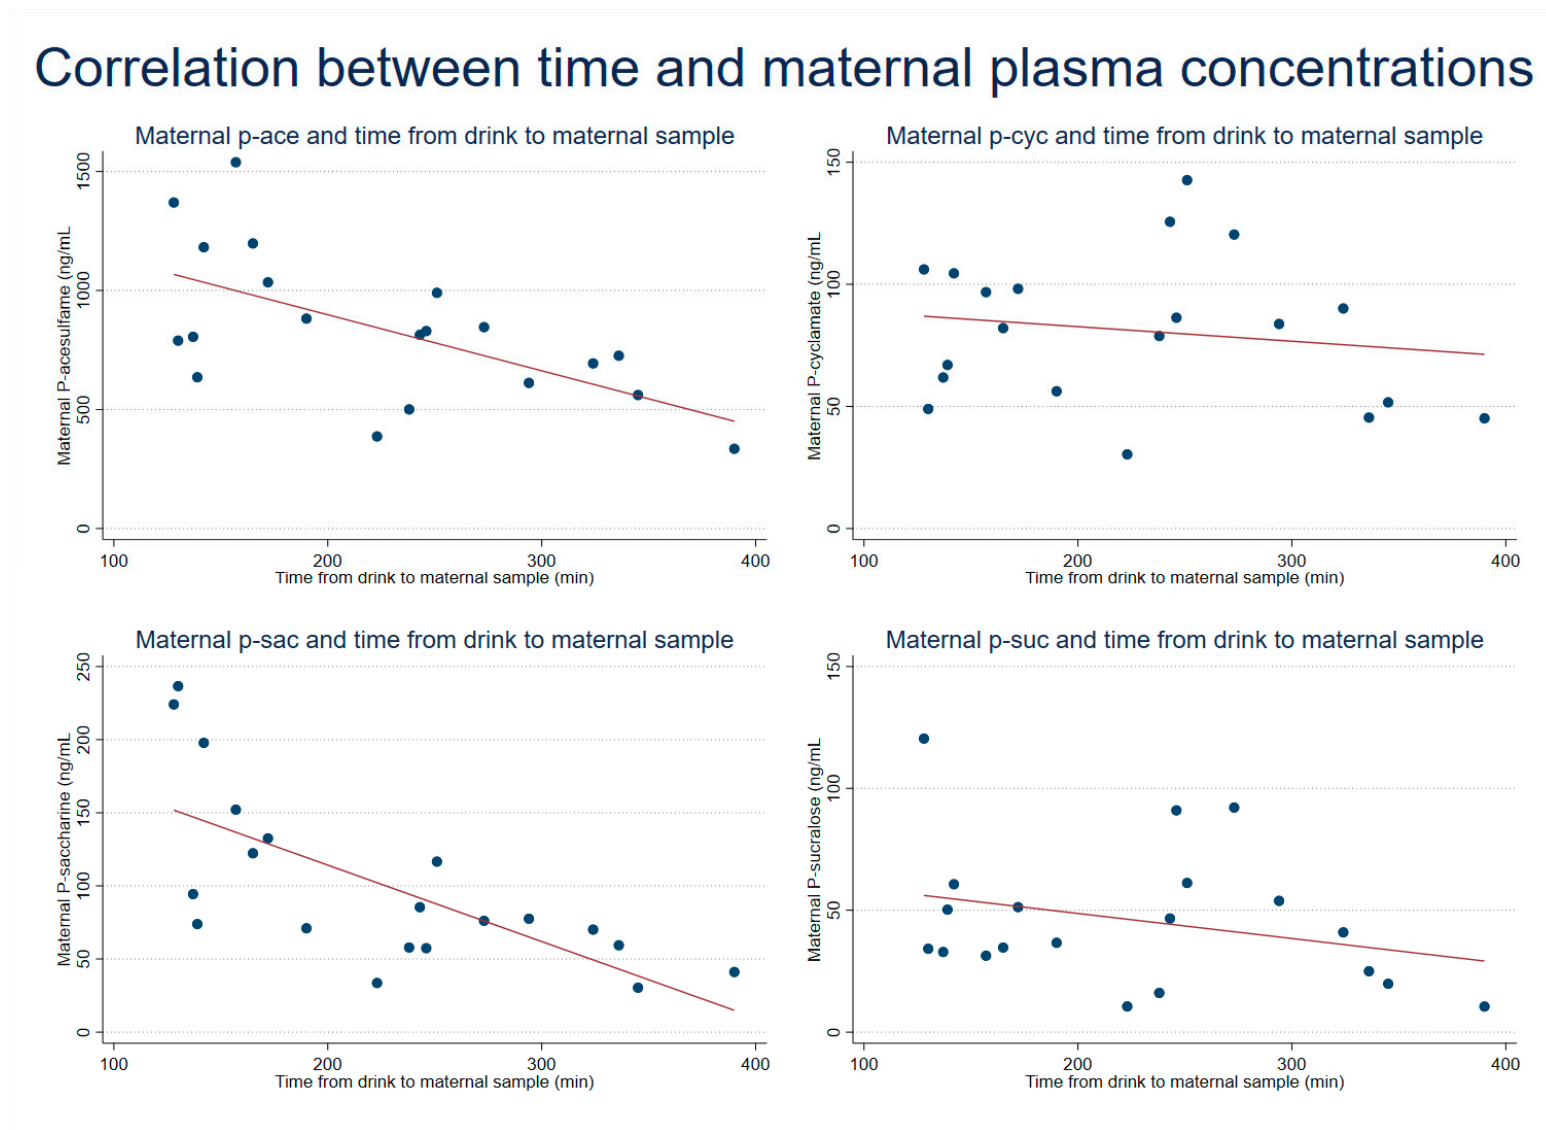 Correlation between time and maternal plasma concentrations
Maternal p-ace and time from drink to maternal sample
Maternal P-acesulfame (ng/mL
1500
1000
500
0
100 200 300 400
Time from drink to maternal sample (min)
Maternal p-cyc and time from drink to maternal sample
Maternal P-cyclamate (ng/mL
150
100
50
0
100 200 300 400
Time from drink to maternal sample (min)
Maternal p-sac and time from drink to maternal sample
Maternal P-saccharine (ng/mL
250
200
150
100
50
0
100 200 300 400
Time from drink to maternal sample (min)
Maternal p-suc and time from drink to maternal sample
Maternal P-sucralose (ng/mL
150
100
50
0
100 200 300 400
Time from drink to maternal sample (min)